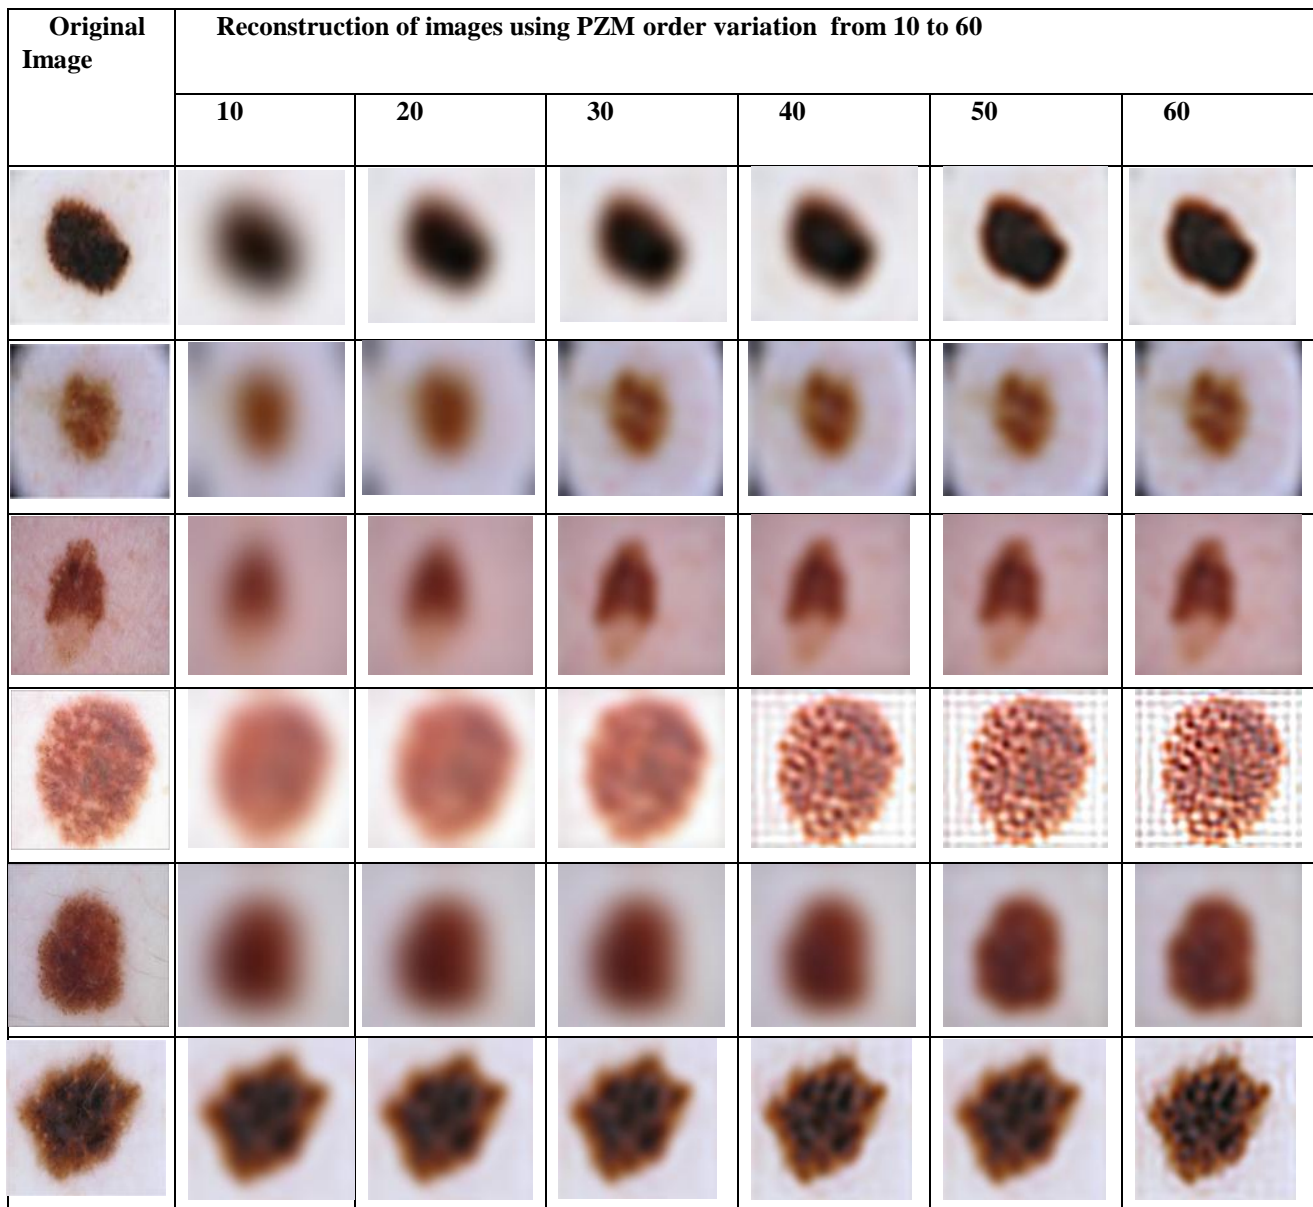 Original
Image
Reconstruction of images using PZM order variation from 10 to 60
10 20 30 40 50 60